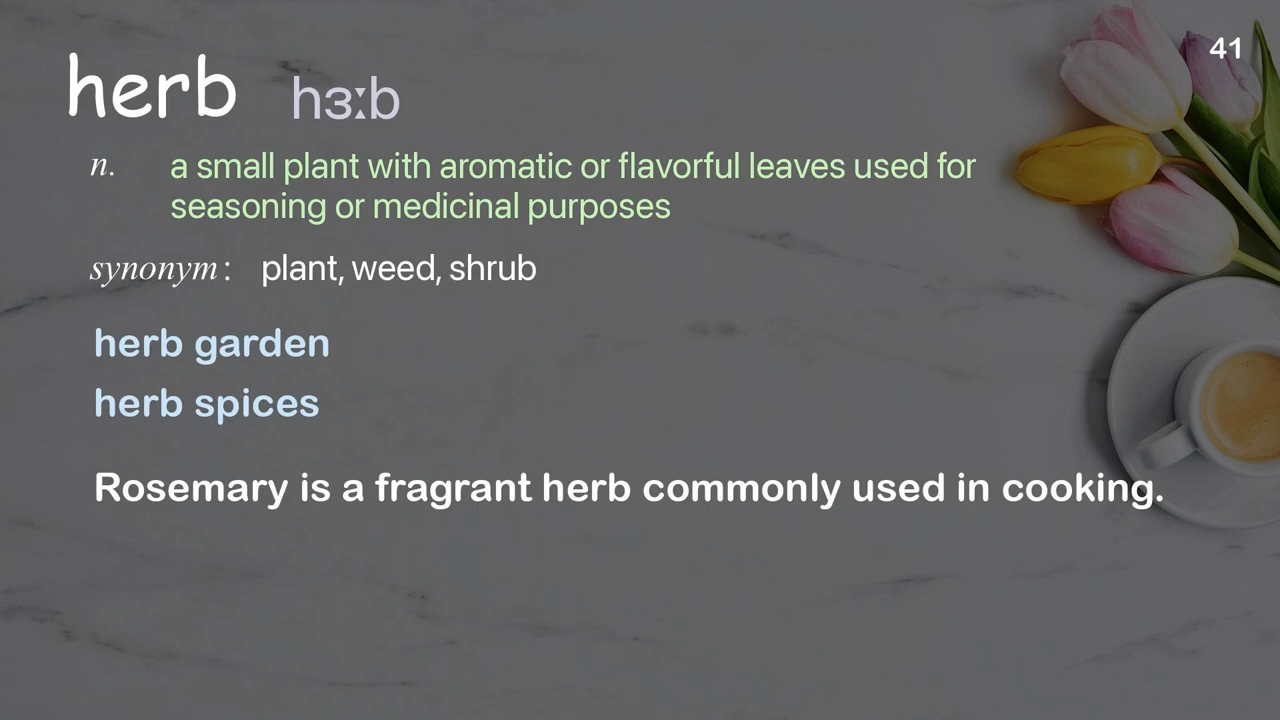 41
herb hɜːb
n. a small plant with aromatic or flavorful leaves used for
seasoning or medicinal purposes
synonym: plant, weed, shrub
herb garden
herb spices
Rosemary is a fragrant herb commonly used in cooking.